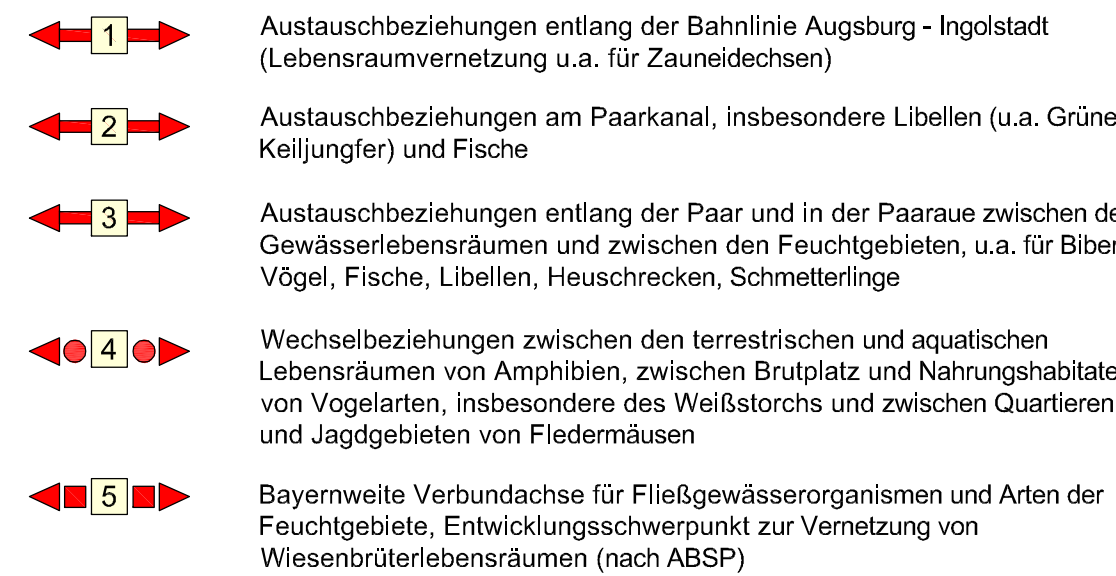 1 Austauschbeziehungen entlang der Bahnlinie Augsburg - Ingolstadt
(Lebensraumvernetzung u.a. für Zauneidechsen)
2 Austauschbeziehungen am Paarkanal, insbesondere Libellen (u.a. Grüne
Keiljungfer) und Fische
3 Austauschbeziehungen entlang der Paar und in der Paaraue zwischen
Gewässerlebensräumen und zwischen den Feuchtgebieten, u.a. für Biber
Vögel, Fische, Libellen, Heuschrecken, Schmetterlinge
4 Wechselbeziehungen zwischen den terrestrischen und aquatischen
Lebensräumen von Amphibien, zwischen Brutplatz und Nahrungshabitate
von Vogelarten, insbesondere des Weißstorchs und zwischen Quartieren
und Jagdgebieten von Fledermäusen
5 Bayernweite Verbundachse für Fließgewässerorganismen und Arten der
Feuchtgebiete, Entwicklungsschwerpunkt zur Vernetzung von
Wiesenbrüterlebensräumen (nach ABSP)